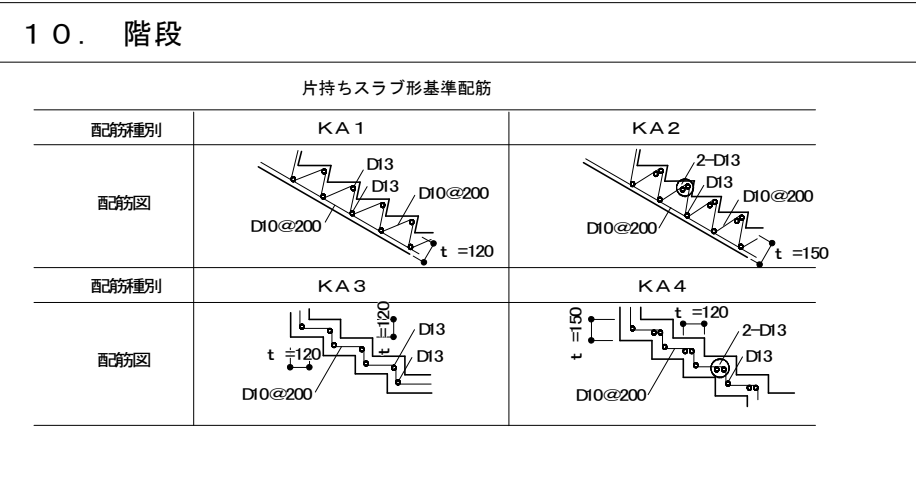 １０．　階段
片持ちスラブ形基準配筋
配筋種別 ＫＡ１ ＫＡ２
配筋図
D13
D13
D10@200
D10@200
t =120
2-D13
D13
D10@200
D10@200
t =150
配筋種別 ＫＡ３ ＫＡ４
配筋図
t =120
D13
t =120
D13
D10@200
t =120
t =150
2-D13
D13
D10@200